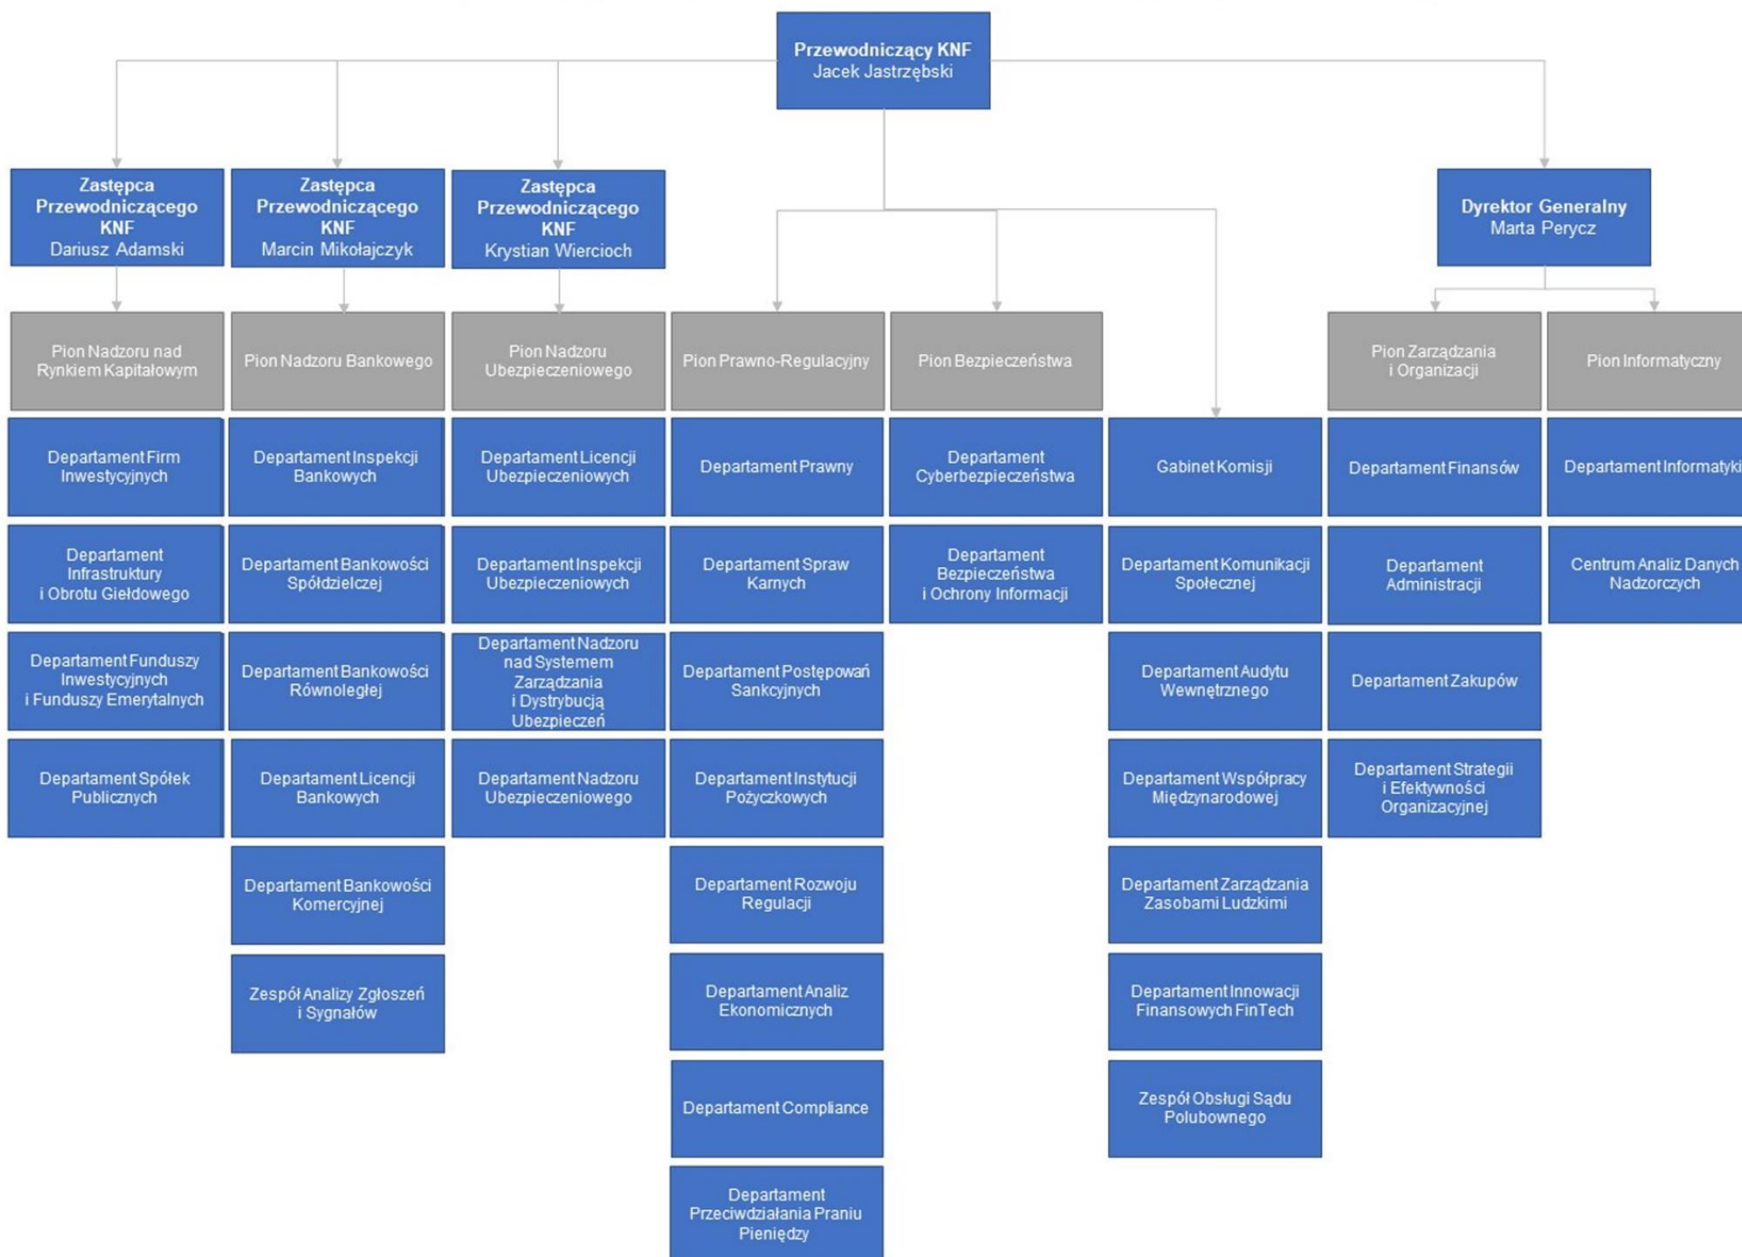 Przewodniczący KNF
Jacek Jastrzębski
Zastępca
Przewodniczącego
KNF
Dariusz Adamski
Zastępca
Przewodniczącego
KNF
Marcin Mikołajczyk
Zastępca
Przewodniczącego
KNF
Krystian Wiercioch
Dyrektor Generalny
Marta Perycz
Pion Nadzoru nad
Rynkiem Kapitałowym
Pion Nadzoru Bankowego
Pion Nadzoru
Ubezpieczeniowego
Pion Prawno-Regulacyjny
Pion Bezpieczeństwa
Pion Zarządzania
i Organizacji
Pion Informatyczny
Departament Firm
Inwestycyjnych
Departament Inspekcji
Bankowych
Departament Licencji
Ubezpieczeniowych
Departament Prawny
Departament
Cyberbezpieczeństwa
Gabinet Komisji
Departament Finansów
Departament Informatyki
Departament
Infrastruktury
i Obrotu Giełdowego
Departament Bankowości
Spółdzielczej
Departament Inspekcji
Ubezpieczeniowych
Departament Spraw
Karnych
Departament
Bezpieczeństwa
i Ochrony Informacji
Departament Komunikacji
Społecznej
Departament
Administracji
Centrum Analiz Danych
Nadzorczych
Departament Funduszy
Inwestycyjnych
i Funduszy Emerytalnych
Departament Bankowości
Równoległej
Departament Nadzoru
nad Systemem
Zarządzania
i Dystrybucją
Ubezpieczeń
Departament Postępowań
Sankcyjnych
Departament Audytu
Wewnętrznego
Departament Zakupów
Departament Spółek
Publicznych
Departament Licencji
Bankowych
Departament Nadzoru
Ubezpieczeniowego
Departament Instytucji
Pożyczkowych
Departament Współpracy
Międzynarodowej
Departament Strategii
i Efektywności
Organizacyjnej
Departament Bankowości
Komercyjnej
Departament Rozwoju
Regulacji
Departament Zarządzania
Zasobami Ludzkimi
Zespół Analizy Zgłoszeń
i Sygnałów
Departament Analiz
Ekonomicznych
Departament Innowacji
Finansowych FinTech
Departament Compliance
Zespół Obsługi Sądu
Polubownego
Departament
Przeciwdziałania Praniu
Pieniędzy